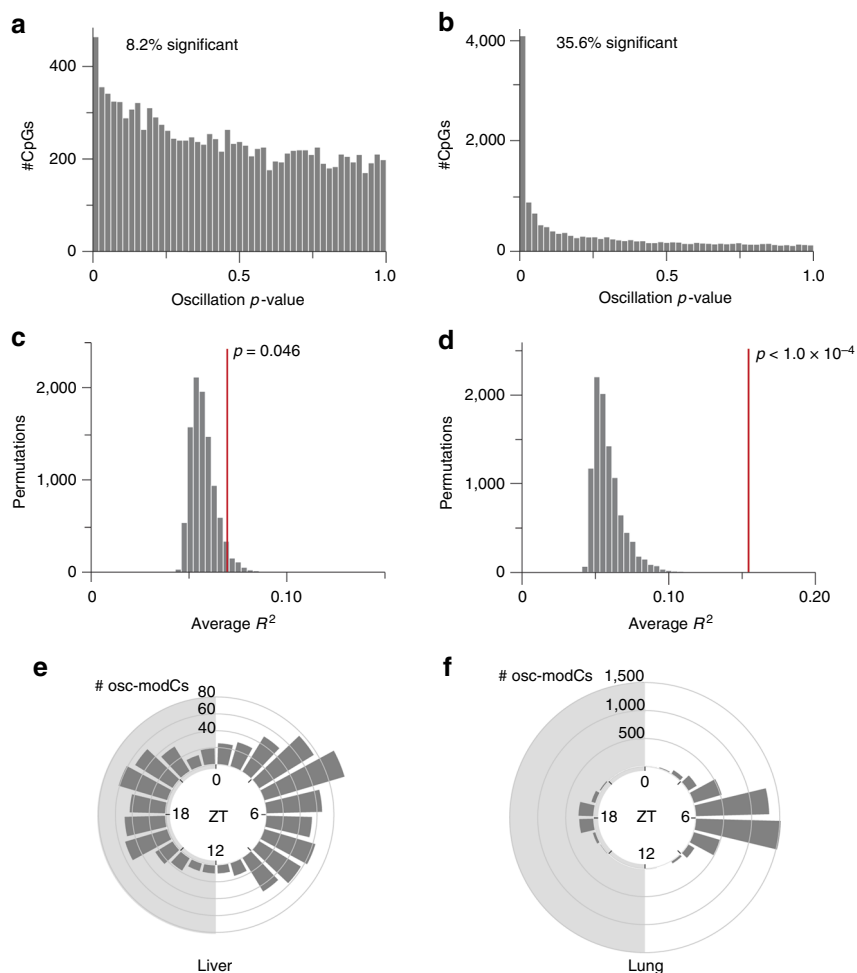 a
8.2% significant
400
200
0
#CpGs
0
0.5
1.0
Oscillation p-value
b
35.6% significant
4,000
2,000
0
#CpGs
0
0.5
1.0
Oscillation p-value
c
p = 0.046
2,000
1,000
0
Permutations
0
0.10
Average R²
d
p < 1.0 × 10⁻⁴
2,000
1,000
0
Permutations
0
0.10
0.20
Average R²
e
# osc-modCs
80
60
40
0
18
ZT
6
12
Liver
f
# osc-modCs
1,500
1,000
500
0
18
ZT
6
12
Lung